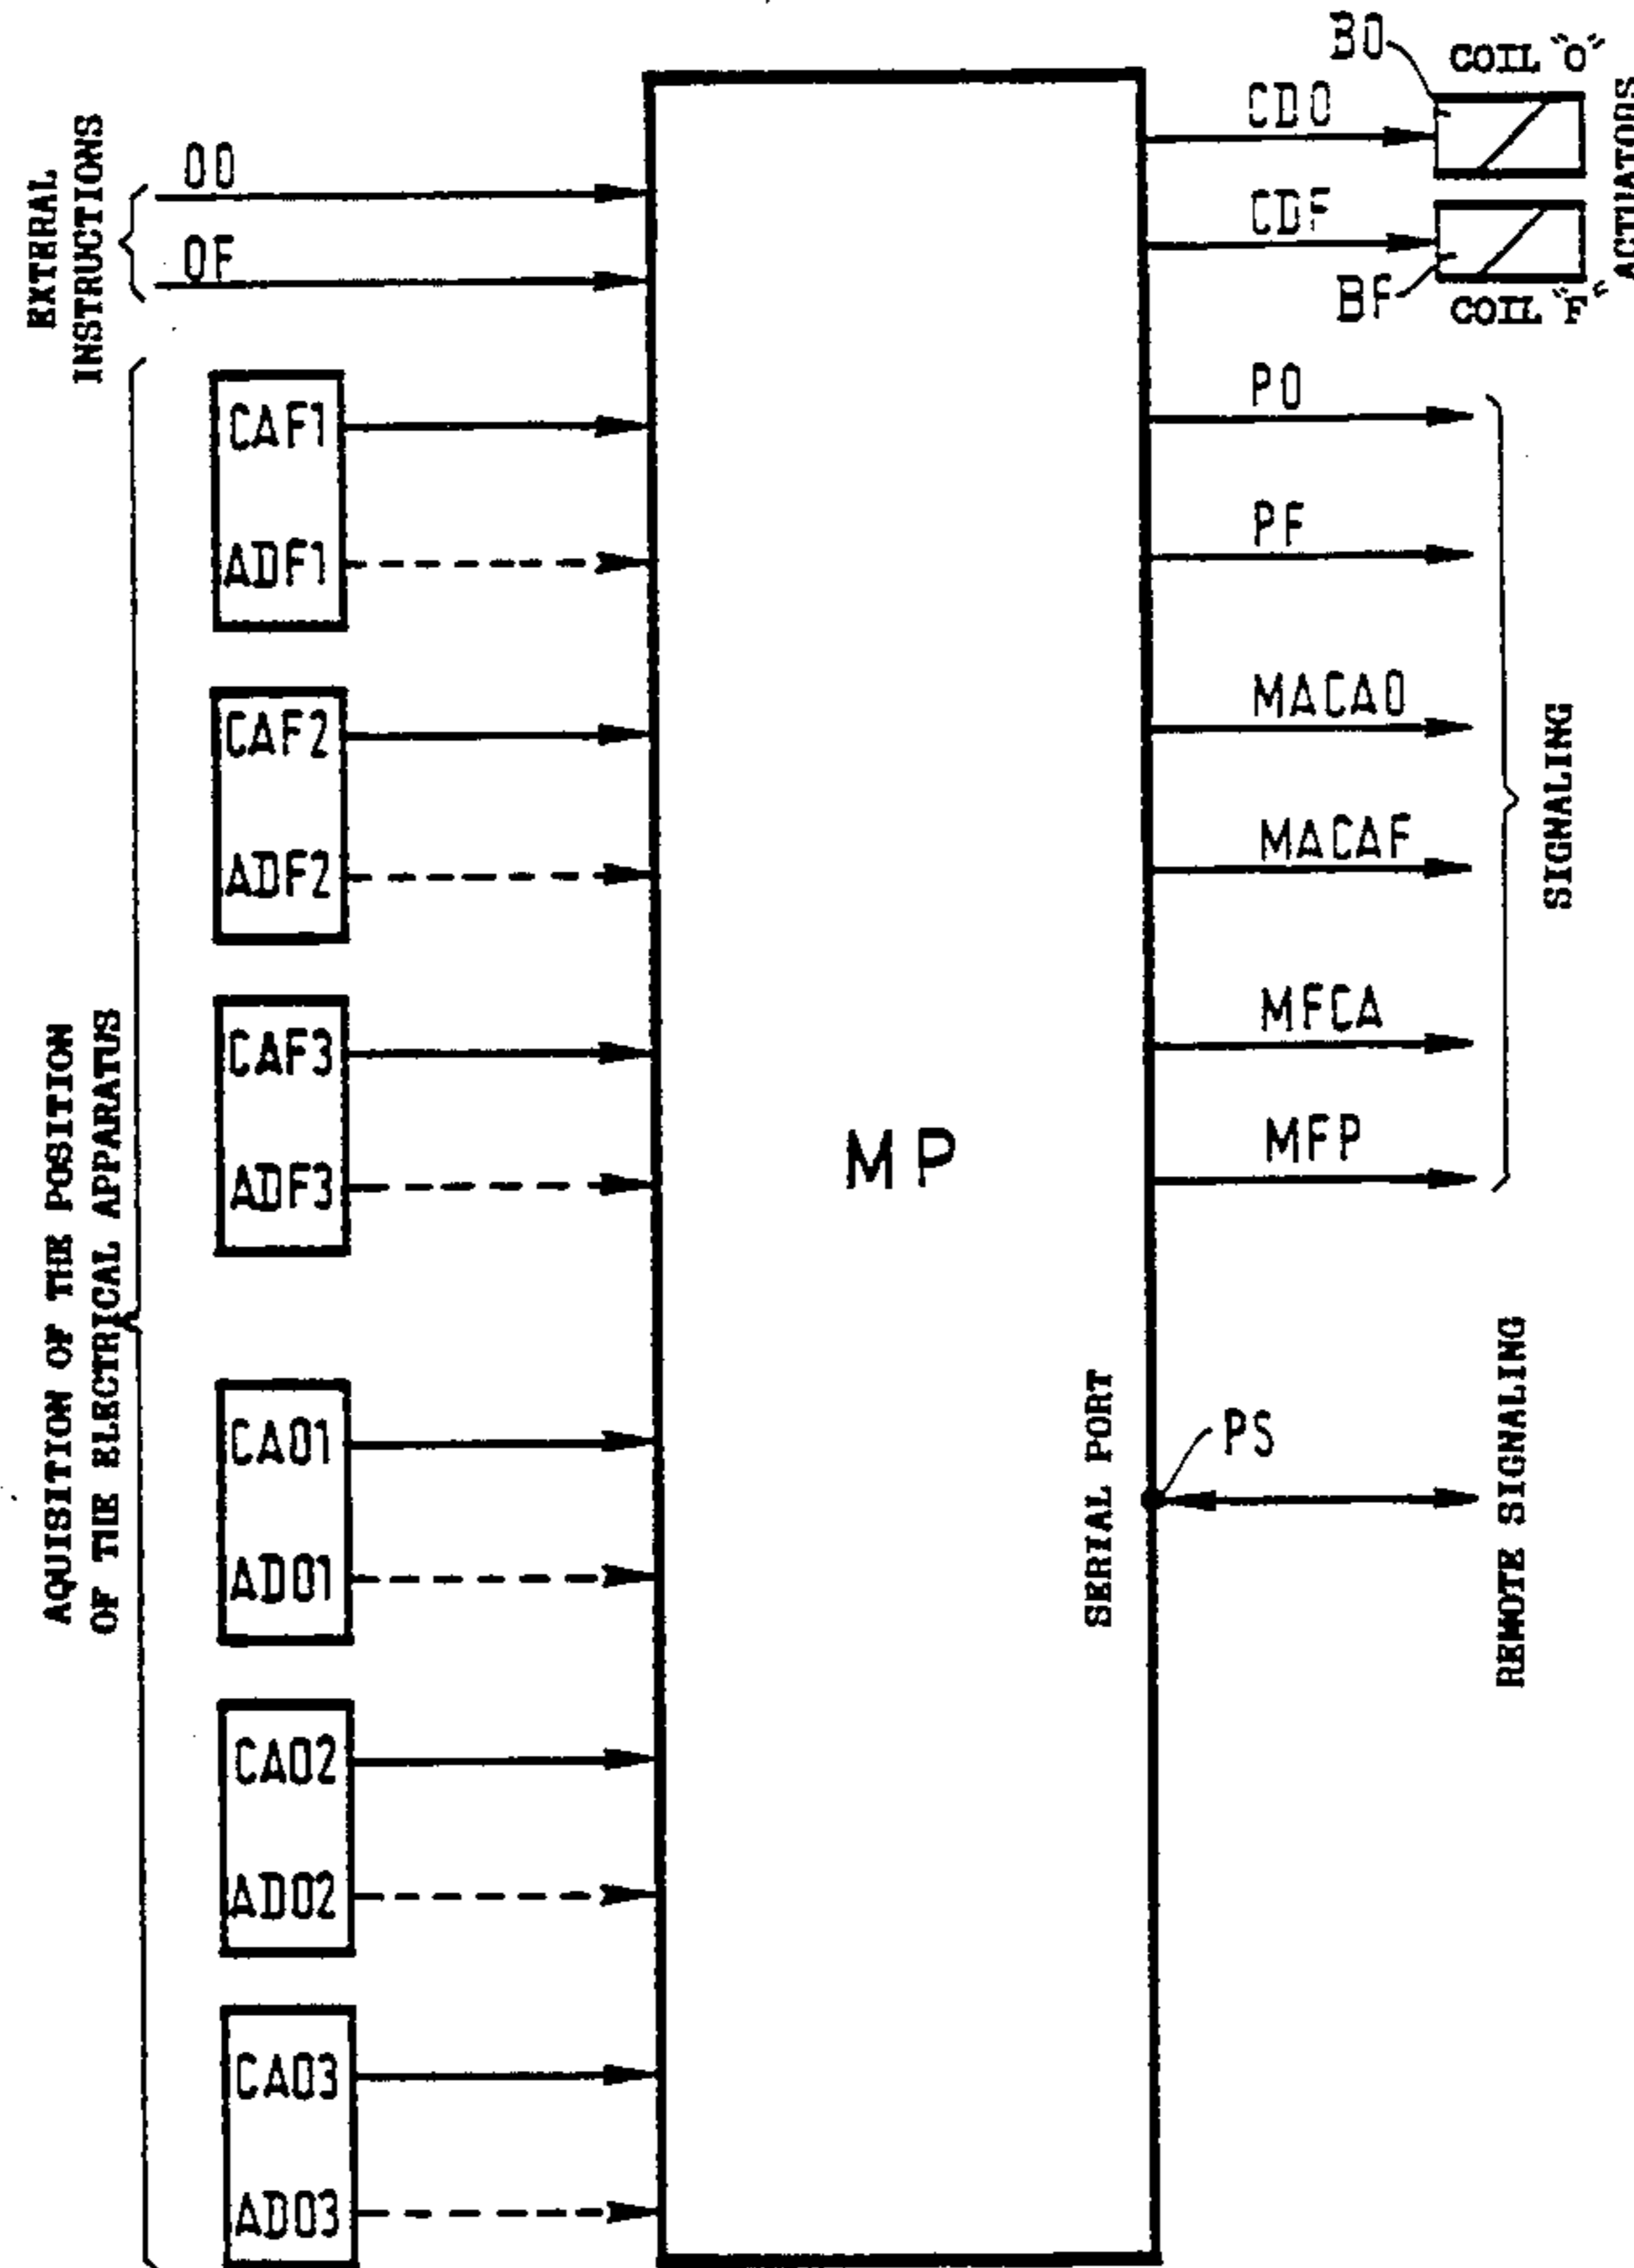 EXTERAL
INSTRUCTIONS
OO
OF
AQUISITION OF THE POSITION
OF THE ELECTRICAL APPARATUS
CAF1
ADF1
CAF2
ADF2
CAF3
ADF3
CAO1
ADO1
CAO2
ADO2
CAO3
ADO3
MP
SERIAL PORT
BO
COIL "O"
CDO
CDF
BF
COIL "F"
ACTUATORS
PO
PF
MACAO
MACAF
MFCA
MFP
SIGNALING
PS
REMOTE SIGNALING